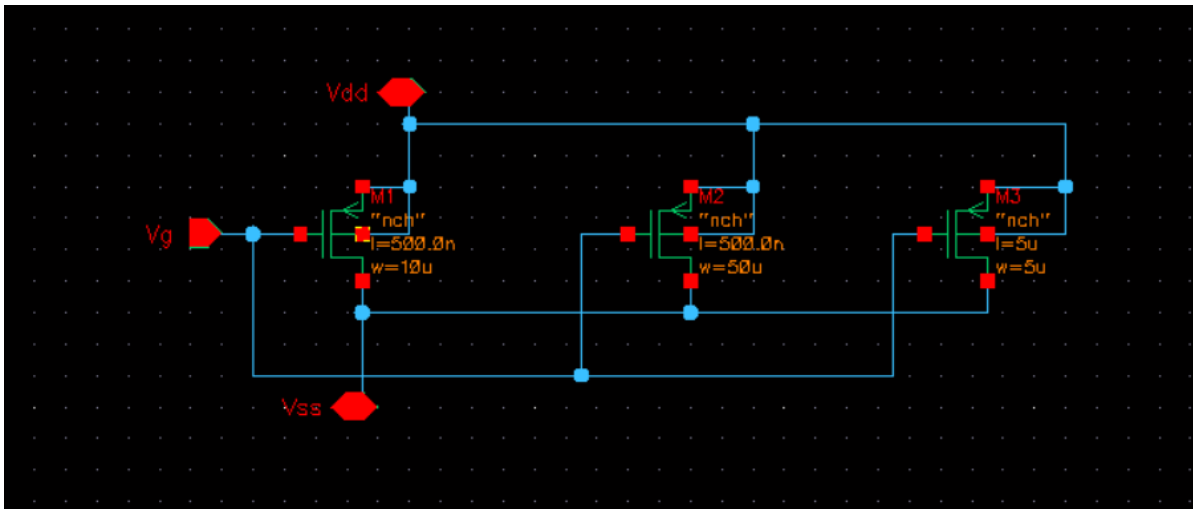 Vdd
Vg
M1
"nch"
l=500.0n
w=10u
M2
"nch"
l=500.0n
w=50u
M3
"nch"
l=5u
w=5u
Vss